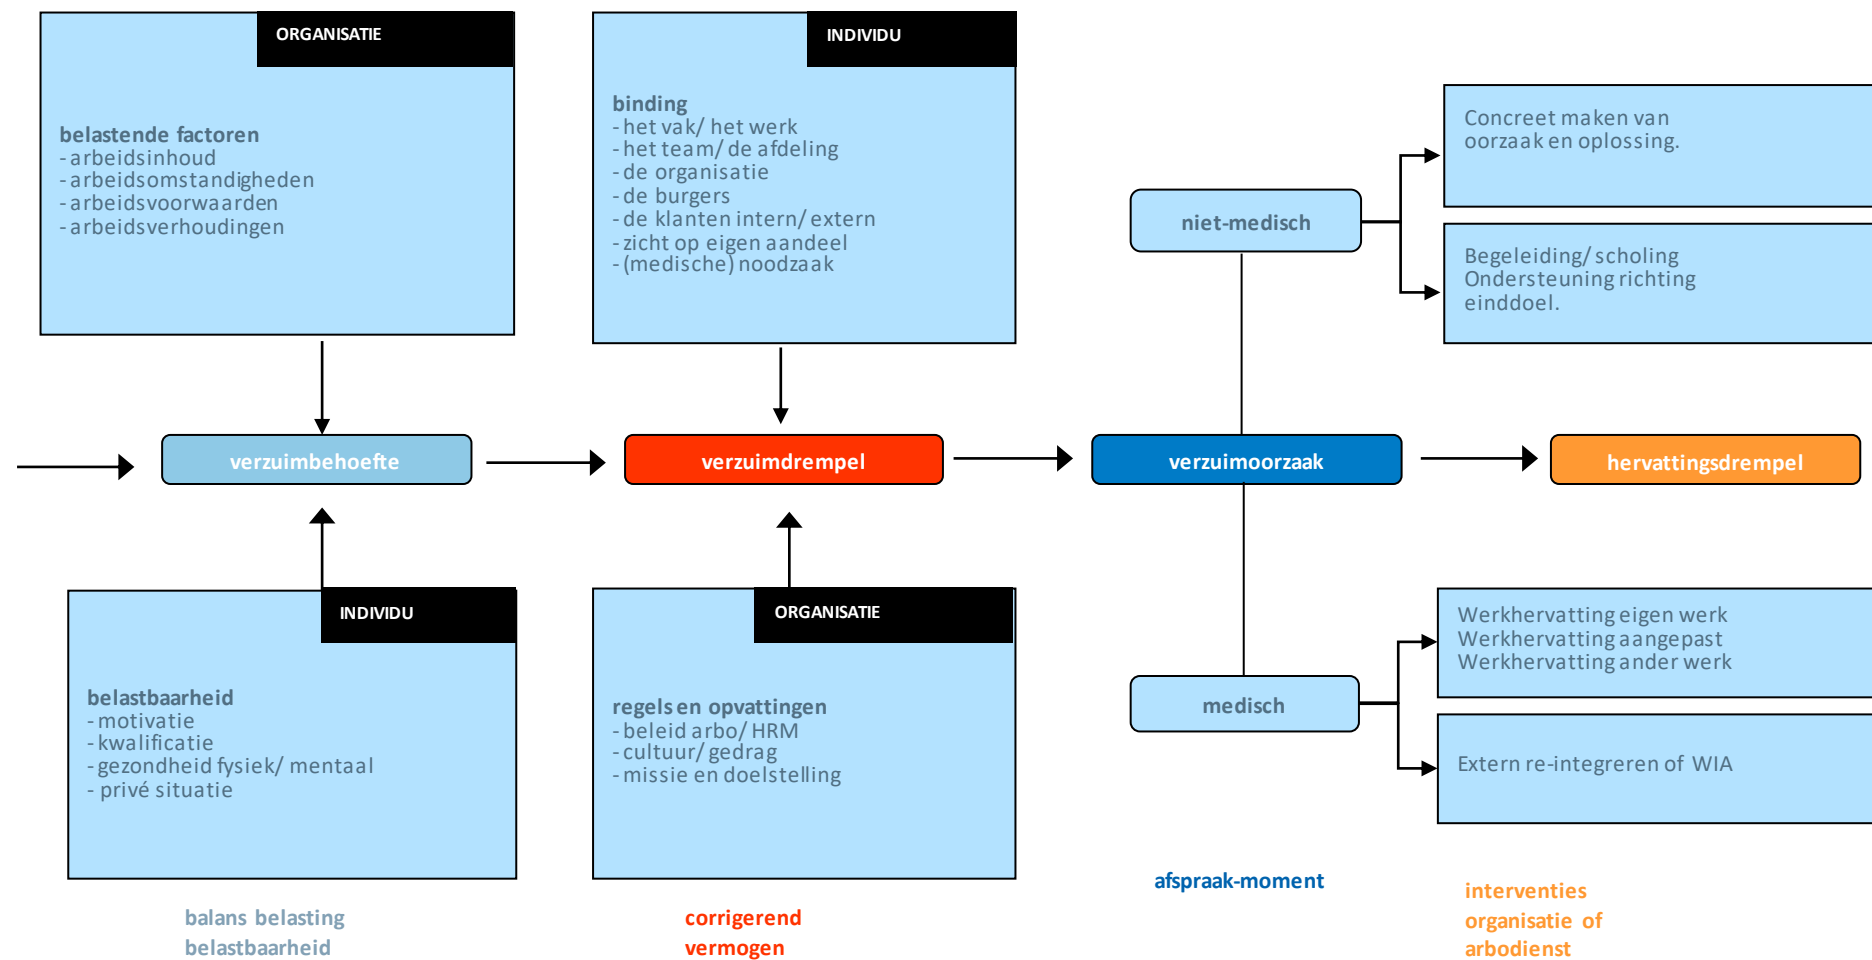 ORGANISATIE
belastende factoren
- arbeidsinhoud
- arbeidsomstandigheden
- arbeidsvoorwaarden
- arbeidsverhoudingen
INDIVIDU
binding
- het vak/ het werk
- het team/ de afdeling
- de organisatie
- de burgers
- de klanten intern/ extern
- zicht op eigen aandeel
- (medische) noodzaak
niet-medisch
Concreet maken van
oorzaak en oplossing.
Begeleiding/ scholing
Ondersteuning richting
einddoel.
verzuimbehoefte
verzuimdrempel
verzuimoorzaak
hervattingsdrempel
INDIVIDU
belastbaarheid
- motivatie
- kwalificatie
- gezondheid fysiek/ mentaal
- privé situatie
ORGANISATIE
regels en opvattingen
- beleid arbo/ HRM
- cultuur/ gedrag
- missie en doelstelling
medisch
Werkhervatting eigen werk
Werkhervatting aangepast
Werkhervatting ander werk
Extern re-integreren of WIA
balans belasting
belastbaarheid
corrigerend
vermogen
afspraak-moment
interventies
organisatie of
arbodienst